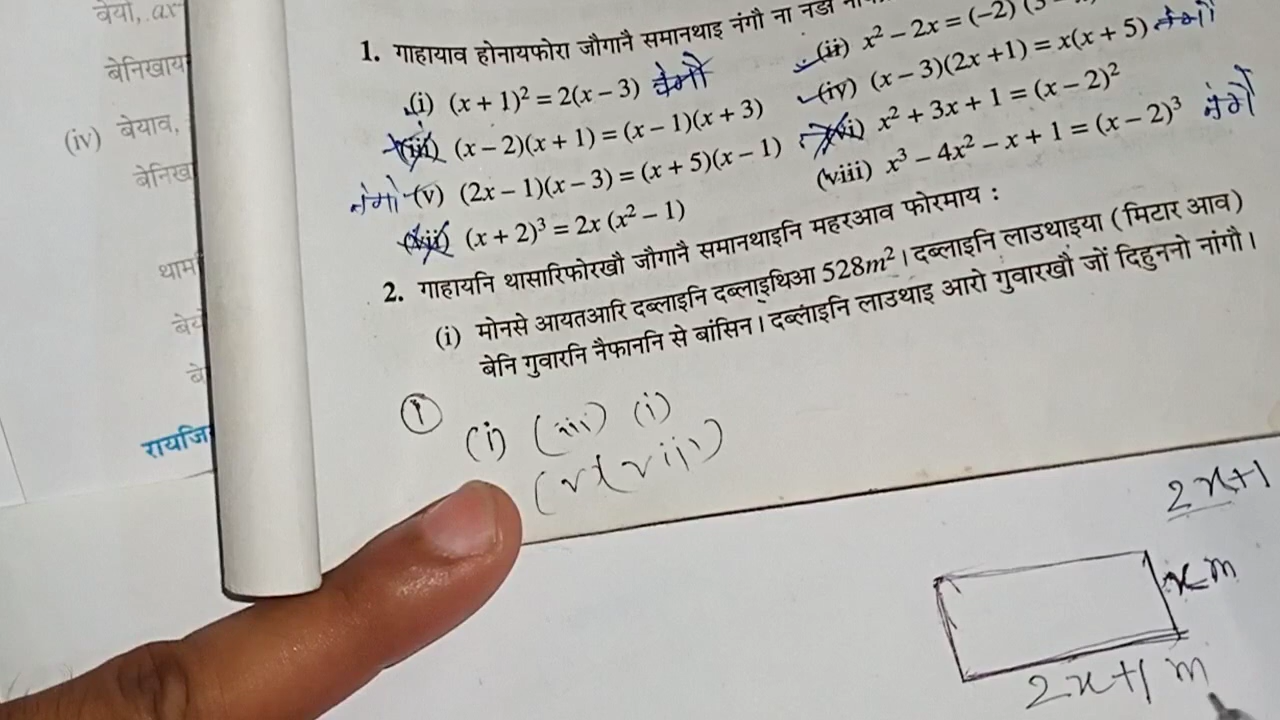 वेयो, ax
बेनिखाय
(iv) बेयाव,
बेनिख
थाम
बे
रायजि
1. गाहायाव होनायफोरा जौगानै समानथाइ नंगौ ना नङा
(i) (x + 1)² = 2(x − 3) नंगौ
(ii) x² − 2x = (−2) (3
(iii) (x − 2)(x + 1) = (x − 1)(x + 3)
(iv) (x − 3)(2x + 1) = x(x + 5) नंगौ
नंगौ (v) (2x − 1)(x − 3) = (x + 5)(x − 1)
(vi) x² + 3x + 1 = (x − 2)²
(vii) (x + 2)³ = 2x (x² − 1)
(viii) x³ − 4x² − x + 1 = (x − 2)³ नंगौ
2. गाहायनि थासारिफोरखौ जौगानै समानथाइनि महरआव फोरमाय :
(i) मोनसे आयतआरि दब्लाइनि दब्लाइथिआ 528m² । दब्लाइनि लाउथाइया (मिटार आव)
बेनि गुवारनि नैफाननि से बांसिन। दब्लाइनि लाउथाइ आरो गुवारखौ जों दिहुननो नांगौ।
1
(i) (iii) (i)
(v) (vii)
2x+1
x m
2x+1 m